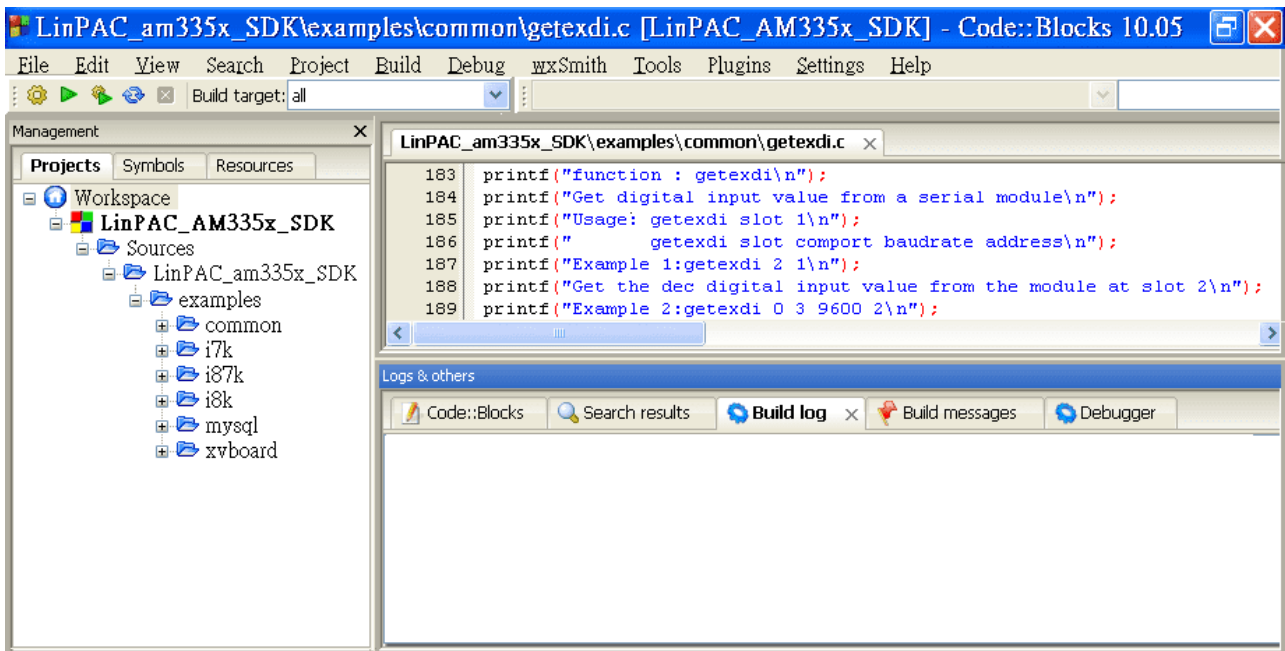 LinPAC_am335x_SDK\examples\common\getexdi.c [LinPAC_AM335x_SDK] - Code::Blocks 10.05
File Edit View Search Project Build Debug wxSmith Tools Plugins Settings Help
Build target: all
Management
Projects Symbols Resources
Workspace
LinPAC_AM335x_SDK
Sources
LinPAC_am335x_SDK
examples
common
i7k
i87k
i8k
mysql
xvboard
LinPAC_am335x_SDK\examples\common\getexdi.c
183 printf("function : getexdi\n");
184 printf("Get digital input value from a serial module\n");
185 printf("Usage: getexdi slot 1\n");
186 printf("        getexdi slot comport baudrate address\n");
187 printf("Example 1:getexdi 2 1\n");
188 printf("Get the dec digital input value from the module at slot 2\n");
189 printf("Example 2:getexdi 0 3 9600 2\n");
Logs & others
Code::Blocks Search results Build log Build messages Debugger